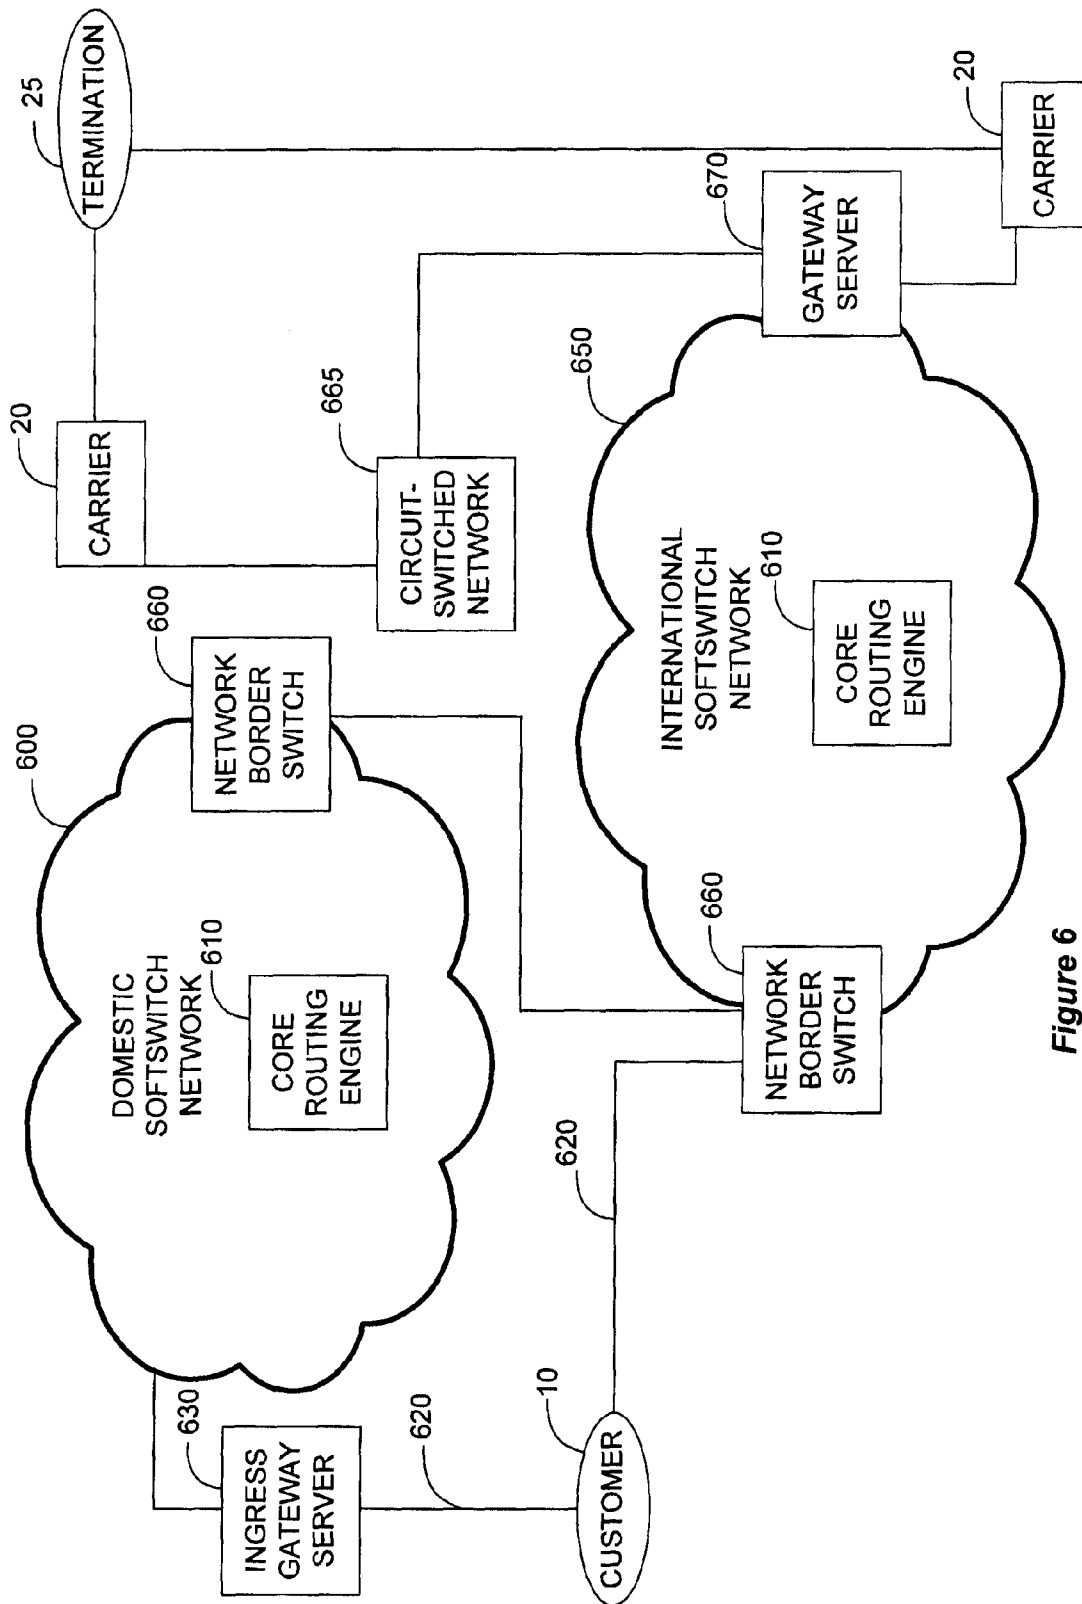 600
DOMESTIC
SOFTSWITCH
NETWORK
610
CORE
ROUTING
ENGINE
630
INGRESS
GATEWAY
SERVER
620
10
CUSTOMER
620
660
NETWORK
BORDER
SWITCH
660
NETWORK
BORDER
SWITCH
650
INTERNATIONAL
SOFTSWITCH
NETWORK
610
CORE
ROUTING
ENGINE
665
CIRCUIT-
SWITCHED
NETWORK
20
CARRIER
25
TERMINATION
670
GATEWAY
SERVER
20
CARRIER
Figure 6